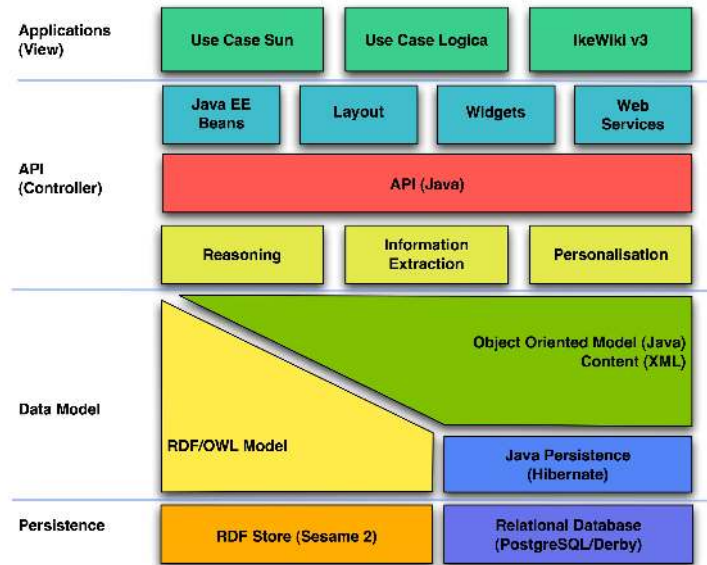 Applications
(View)
Use Case Sun
Use Case Logica
IkeWiki v3
Java EE
Beans
Layout
Widgets
Web
Services
API
(Controller)
API (Java)
Reasoning
Information
Extraction
Personalisation
Object Oriented Model (Java)
Content (XML)
Data Model
RDF/OWL Model
Java Persistence
(Hibernate)
Persistence
RDF Store (Sesame 2)
Relational Database
(PostgreSQL/Derby)